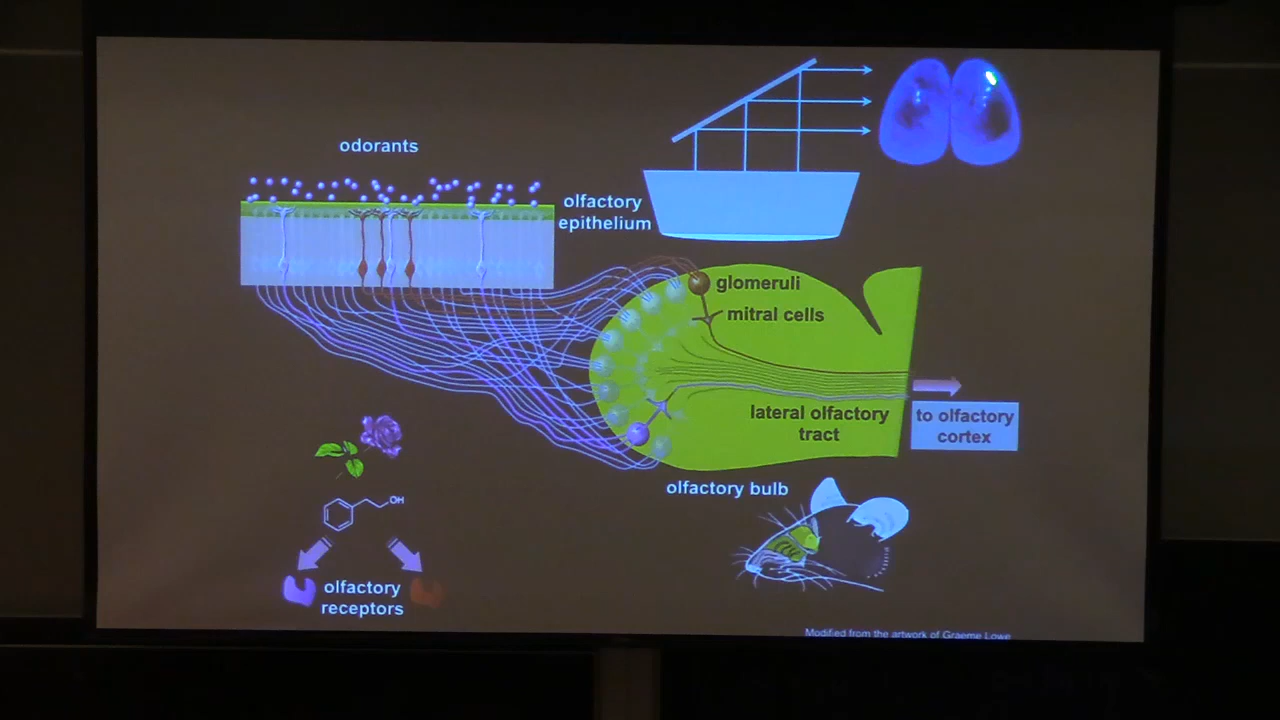 odorants
olfactory
epithelium
glomeruli
mitral cells
lateral olfactory
tract
to olfactory
cortex
olfactory bulb
OH
olfactory
receptors
Modified from the artwork of Graeme Lowe